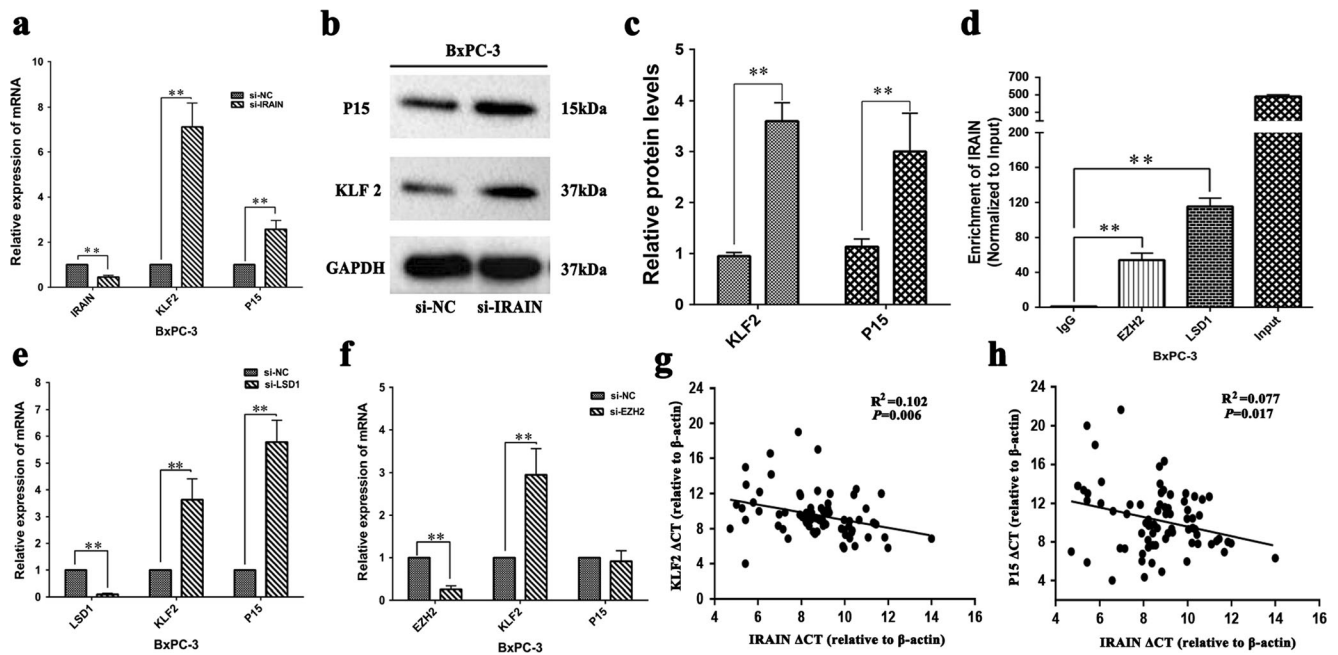 a
Relative expression of mRNA
10
8
6
4
2
0
si-NC
si-IRAIN
**
**
**
IRAIN
KLF2
P15
BxPC-3
b
BxPC-3
P15
15kDa
KLF 2
37kDa
GAPDH
37kDa
si-NC
si-IRAIN
c
Relative protein levels
5
4
3
2
1
0
**
**
KLF2
P15
d
Enrichment of IRAIN
(Normalized to Input)
700
500
300
160
120
80
40
0
**
**
IgG
EZH2
LSD1
Input
BxPC-3
e
Relative expression of mRNA
8
7
6
5
4
3
2
1
0
si-NC
si-LSD1
**
**
**
LSD1
KLF2
P15
BxPC-3
f
Relative expression of mRNA
5
4
3
2
1
0
si-NC
si-EZH2
**
**
EZH2
KLF2
P15
BxPC-3
g
R²=0.102
P=0.006
KLF2 ΔCT (relative to β-actin)
24
20
16
12
8
4
0
4
6
8
10
12
14
16
IRAIN ΔCT (relative to β-actin)
h
R²=0.077
P=0.017
P15 ΔCT (relative to β-actin)
24
20
16
12
8
4
4
6
8
10
12
14
16
IRAIN ΔCT (relative to β-actin)